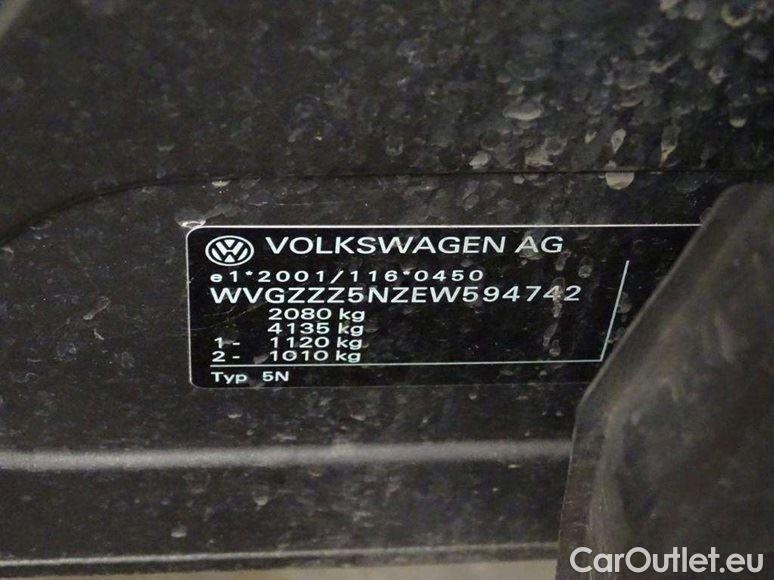 VOLKSWAGEN AG
e1*2001/116*0450
WVGZZZ5NZEW594742
2080 kg
4135 kg
1- 1120 kg
2- 1010 kg
Typ 5N
CarOutlet.eu